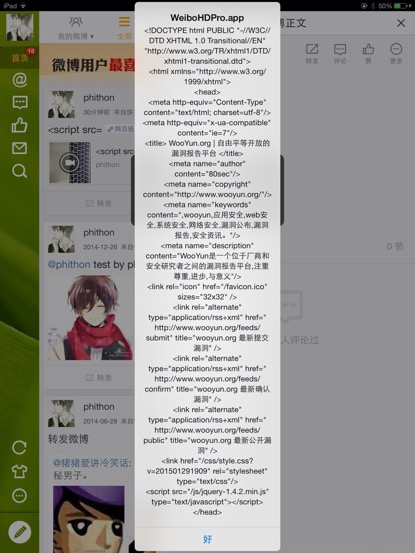 iPad
9:58 PM
50%
WeiboHDPro.app
<!DOCTYPE html PUBLIC "-//W3C//
DTD XHTML 1.0 Transitional//EN"
"http://www.w3.org/TR/xhtml1/DTD/
xhtml1-transitional.dtd">
<html xmlns="http://www.w3.org/
1999/xhtml">
<head>
<meta http-equiv="Content-Type"
content="text/html; charset=utf-8"/>
<meta http-equiv="x-ua-compatible"
content="ie=7"/>
<title> WooYun.org | 自由平等开放的
漏洞报告平台 </title>
<meta name="author"
content="80sec"/>
<meta name="copyright"
content="http://www.wooyun.org/"/>
<meta name="keywords"
content=",wooyun,应用安全,web安
全,系统安全,网络安全,漏洞公布,漏洞
报告,安全资讯。"/>
<meta name="description"
content="WooYun是一个位于厂商和
安全研究者之间的漏洞报告平台,注重
尊重,进步,与意义"/>
<link rel="icon" href="/favicon.ico"
sizes="32x32" />
<link rel="alternate"
type="application/rss+xml" href="
http://www.wooyun.org/feeds/
submit" title="wooyun.org 最新提交
漏洞" />
<link rel="alternate"
type="application/rss+xml" href="
http://www.wooyun.org/feeds/
confirm" title="wooyun.org 最新确认
漏洞" />
<link rel="alternate"
type="application/rss+xml" href="
http://www.wooyun.org/feeds/
public" title="wooyun.org 最新公开漏
洞" />
<link href="/css/style.css?
v=201501291909" rel="stylesheet"
type="text/css"/>
<script src="/js/jquery-1.4.2.min.js"
type="text/javascript"></script>
</head>
好
首页
16
我的微博
全部
微博用户最喜
phithon
30分钟前 来自
<script src=
网页链
<script src
phithon
转发
phithon
2014-12-26 来自
@phithon test by p
转发
phithon
2014-06-28 来自
转发微博
@猪猪爱讲冷笑话:
秘男子。
博正文
转发
评论
赞
更多
0 赞
人评论过